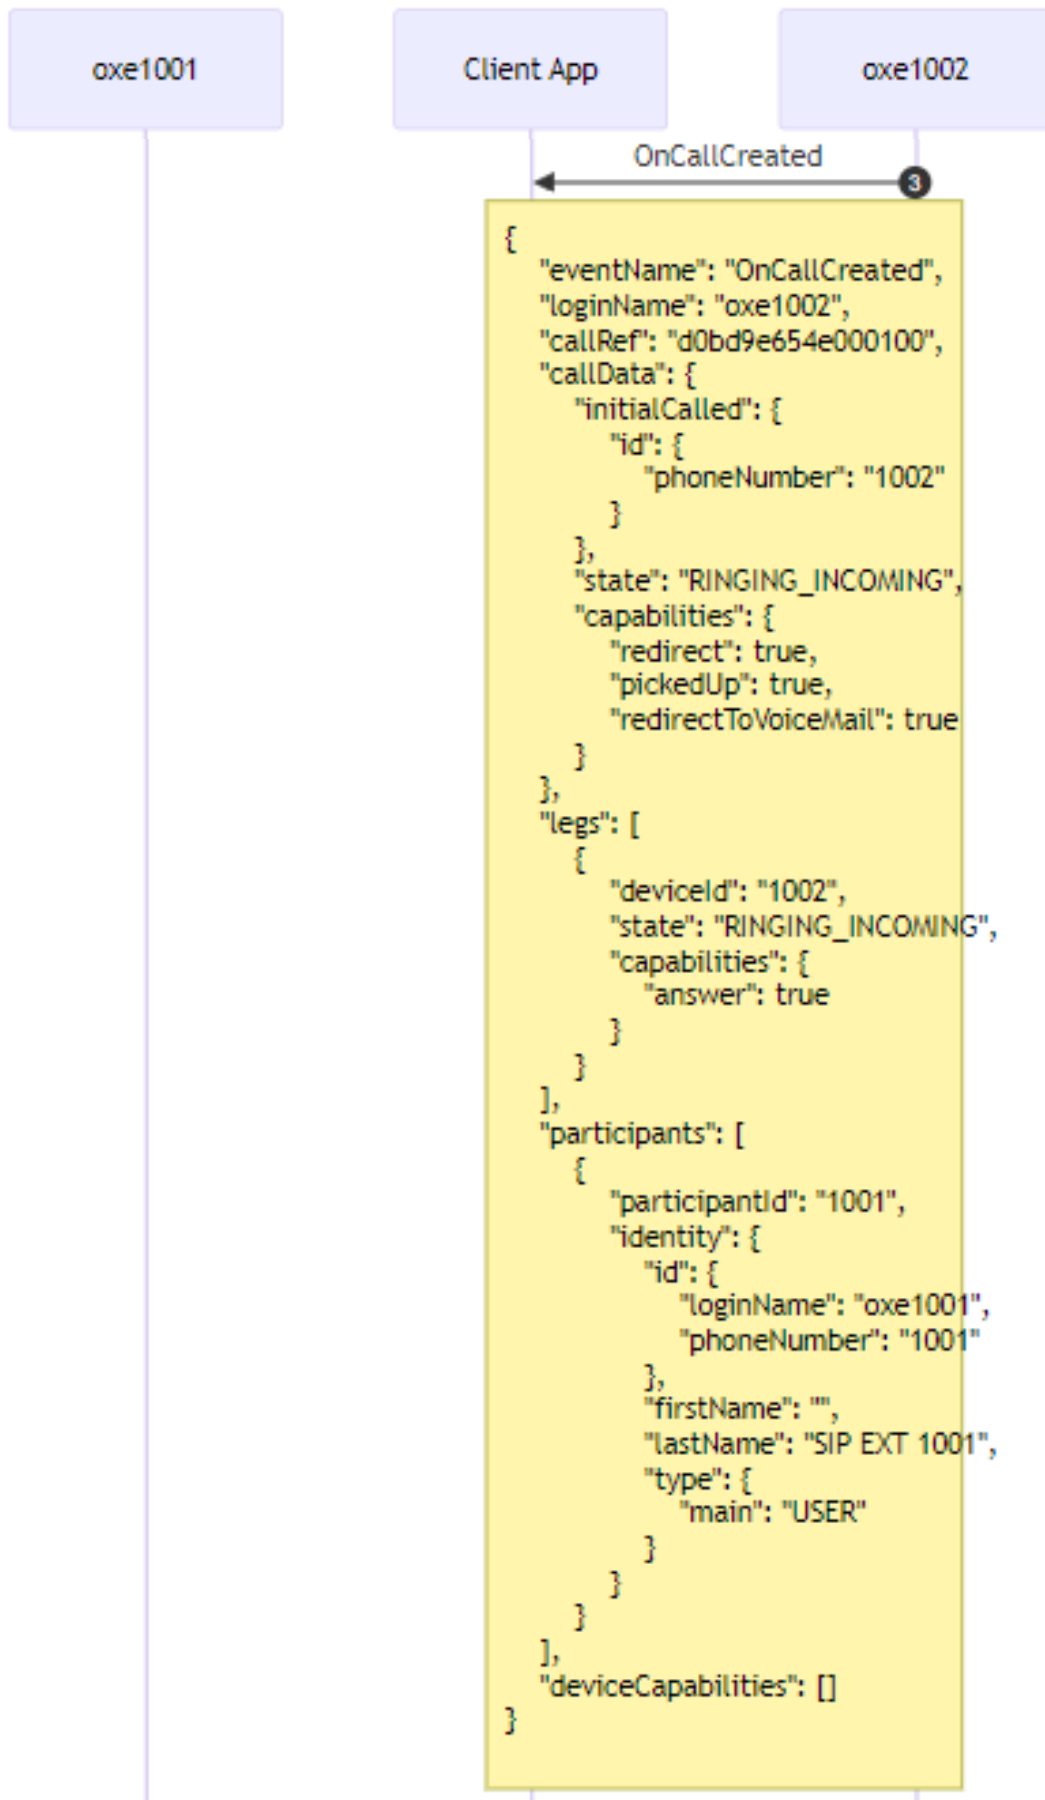 oxe1001
Client App
oxe1002
OnCallCreated
3
{
"eventName": "OnCallCreated",
"loginName": "oxe1002",
"callRef": "d0bd9e654e000100",
"callData": {
"initialCalled": {
"id": {
"phoneNumber": "1002"
}
},
"state": "RINGING_INCOMING",
"capabilities": {
"redirect": true,
"pickedUp": true,
"redirectToVoiceMail": true
}
},
"legs": [
{
"deviceId": "1002",
"state": "RINGING_INCOMING",
"capabilities": {
"answer": true
}
}
],
"participants": [
{
"participantId": "1001",
"identity": {
"id": {
"loginName": "oxe1001",
"phoneNumber": "1001"
},
"firstName": "",
"lastName": "SIP EXT 1001",
"type": {
"main": "USER"
}
}
}
],
"deviceCapabilities": []
}